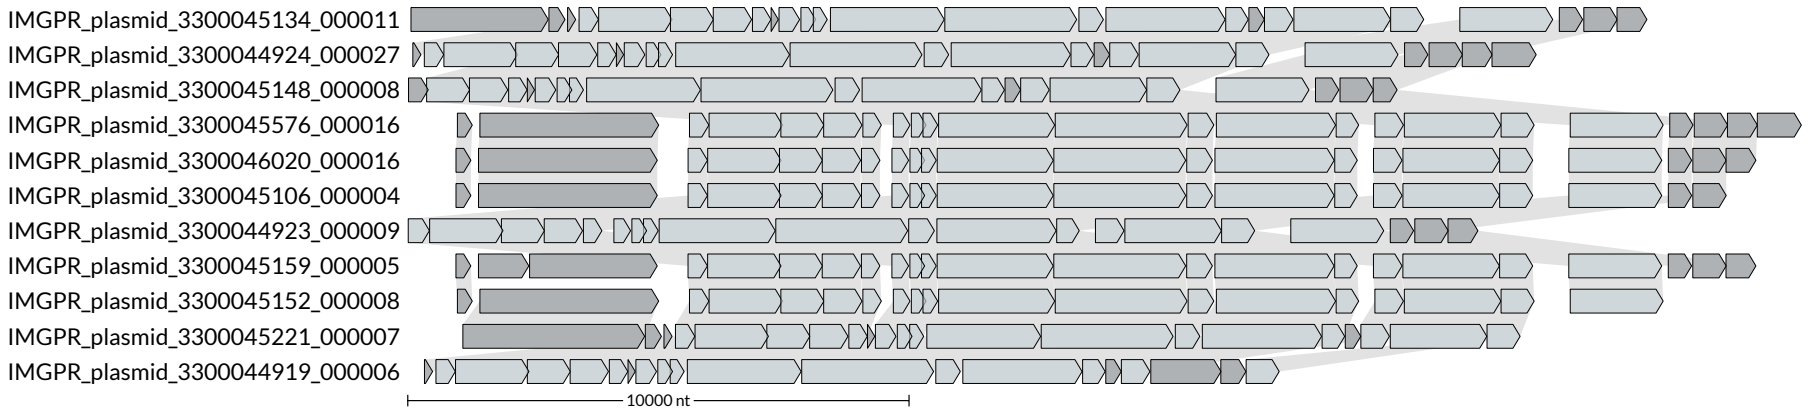 IMGPR_plasmid_3300045134_000011
IMGPR_plasmid_3300044924_000027
IMGPR_plasmid_3300045148_000008
IMGPR_plasmid_3300045576_000016
IMGPR_plasmid_3300046020_000016
IMGPR_plasmid_3300045106_000004
IMGPR_plasmid_3300044923_000009
IMGPR_plasmid_3300045159_000005
IMGPR_plasmid_3300045152_000008
IMGPR_plasmid_3300045221_000007
IMGPR_plasmid_3300044919_000006
10000 nt